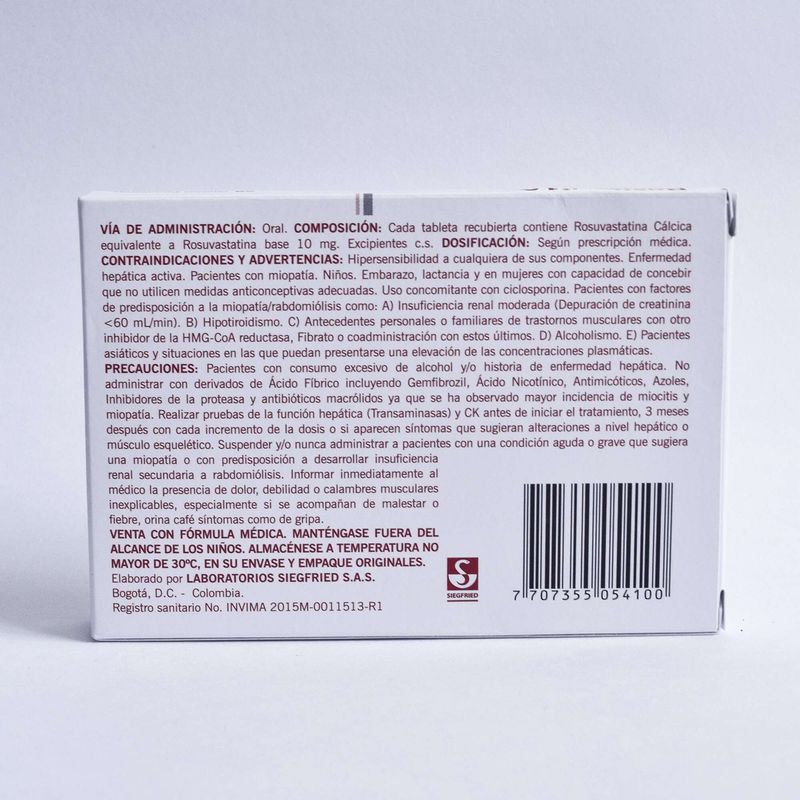 VÍA DE ADMINISTRACIÓN: Oral. COMPOSICIÓN: Cada tableta recubierta contiene Rosuvastatina Cálcica
equivalente a Rosuvastatina base 10 mg. Excipientes c.s. DOSIFICACIÓN: Según prescripción médica.
CONTRAINDICACIONES Y ADVERTENCIAS: Hipersensibilidad a cualquiera de sus componentes. Enfermedad
hepática activa. Pacientes con miopatía. Niños. Embarazo, lactancia y en mujeres con capacidad de concebir
que no utilicen medidas anticonceptivas adecuadas. Uso concomitante con ciclosporina. Pacientes con factores
de predisposición a la miopatía/rabdomiólisis como: A) Insuficiencia renal moderada (Depuración de creatinina
<60 mL/min). B) Hipotiroidismo. C) Antecedentes personales o familiares de trastornos musculares con otro
inhibidor de la HMG-CoA reductasa, Fibrato o coadministración con estos últimos. D) Alcoholismo. E) Pacientes
asiáticos y situaciones en las que puedan presentarse una elevación de las concentraciones plasmáticas.
PRECAUCIONES: Pacientes con consumo excesivo de alcohol y/o historia de enfermedad hepática. No
administrar con derivados de Ácido Fíbrico incluyendo Gemfibrozil, Ácido Nicotínico, Antimicóticos, Azoles,
Inhibidores de la proteasa y antibióticos macrólidos ya que se ha observado mayor incidencia de miocitis y
miopatía. Realizar pruebas de la función hepática (Transaminasas) y CK antes de iniciar el tratamiento, 3 meses
después con cada incremento de la dosis o si aparecen síntomas que sugieran alteraciones a nivel hepático o
músculo esquelético. Suspender y/o nunca administrar a pacientes con una condición aguda o grave que sugiera
una miopatía o con predisposición a desarrollar insuficiencia
renal secundaria a rabdomiólisis. Informar inmediatamente al
médico la presencia de dolor, debilidad o calambres musculares
inexplicables, especialmente si se acompañan de malestar o
fiebre, orina café síntomas como de gripa.
VENTA CON FÓRMULA MÉDICA. MANTÉNGASE FUERA DEL
ALCANCE DE LOS NIÑOS. ALMACÉNESE A TEMPERATURA NO
MAYOR DE 30ºC, EN SU ENVASE Y EMPAQUE ORIGINALES.
Elaborado por LABORATORIOS SIEGFRIED S.A.S.
Bogotá, D.C. - Colombia.
Registro sanitario No. INVIMA 2015M-0011513-R1
SIEGFRIED
7 707355 054100